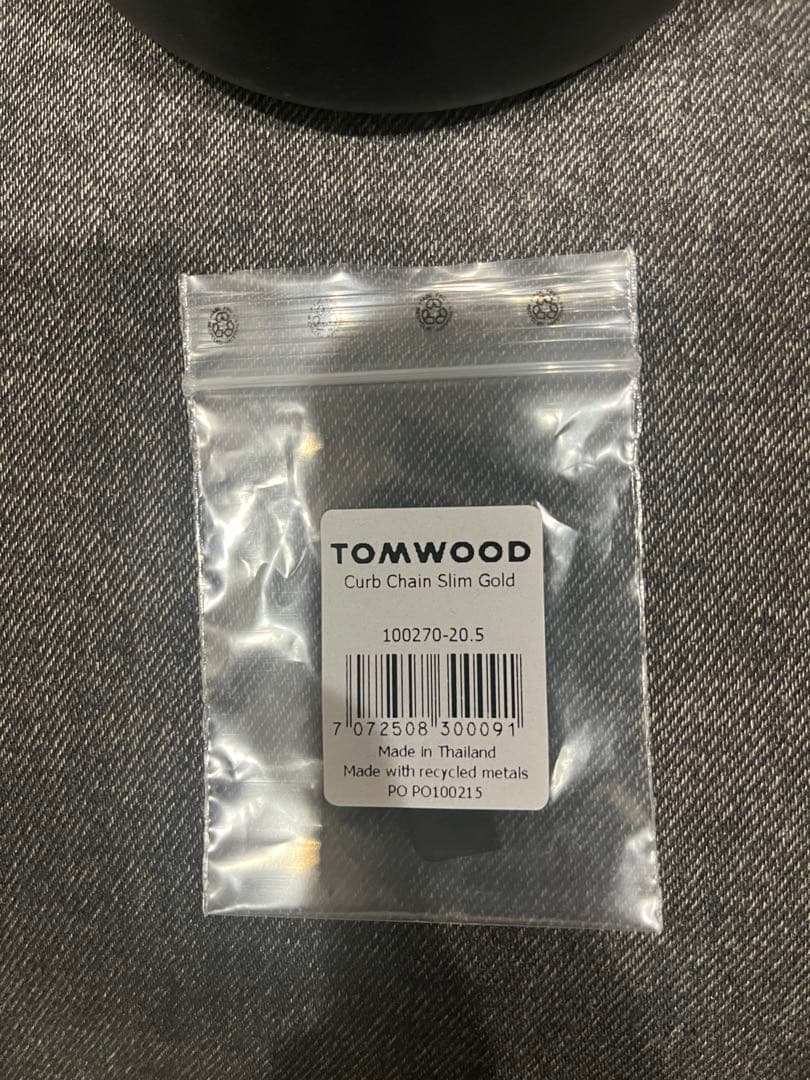 TOMWOOD
Curb Chain Slim Gold
100270-20.5
7 072508 300091
Made in Thailand
Made with recycled metals
PO PO100215